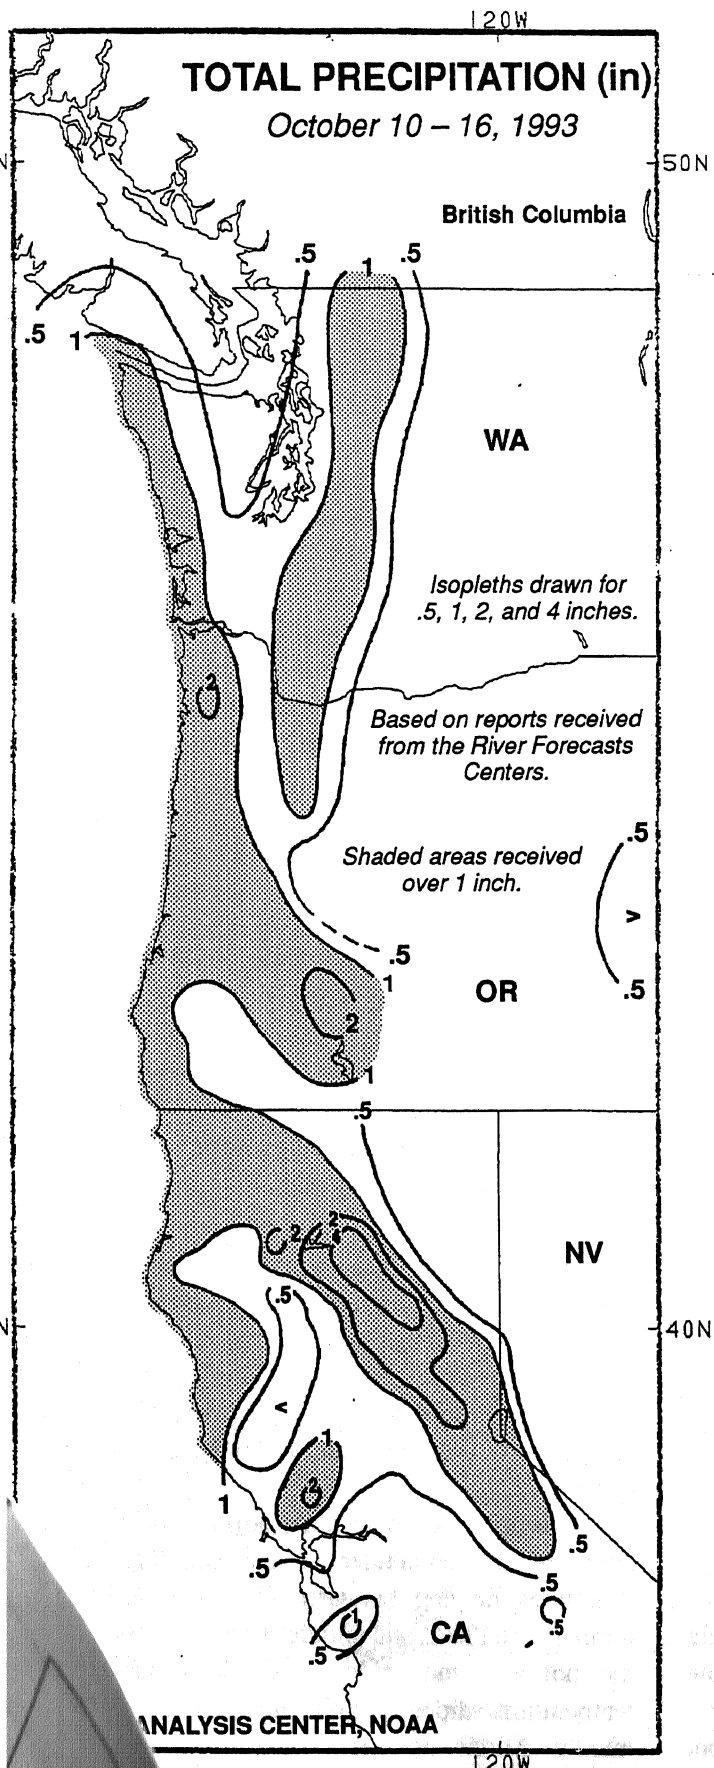 120W
TOTAL PRECIPITATION (in)
October 10 – 16, 1993
N
50N
British Columbia
.5
1
.5
.5
1
WA
Isopleths drawn for
.5, 1, 2, and 4 inches.
2
Based on reports received
from the River Forecasts
Centers.
.5
Shaded areas received
over 1 inch.
>
.5
1
OR
.5
2
1
.5
2
2
4
NV
.5
N
40N
<
1
2
1
.5
.5
.5
1
.5
.5
CA
ANALYSIS CENTER, NOAA
120W